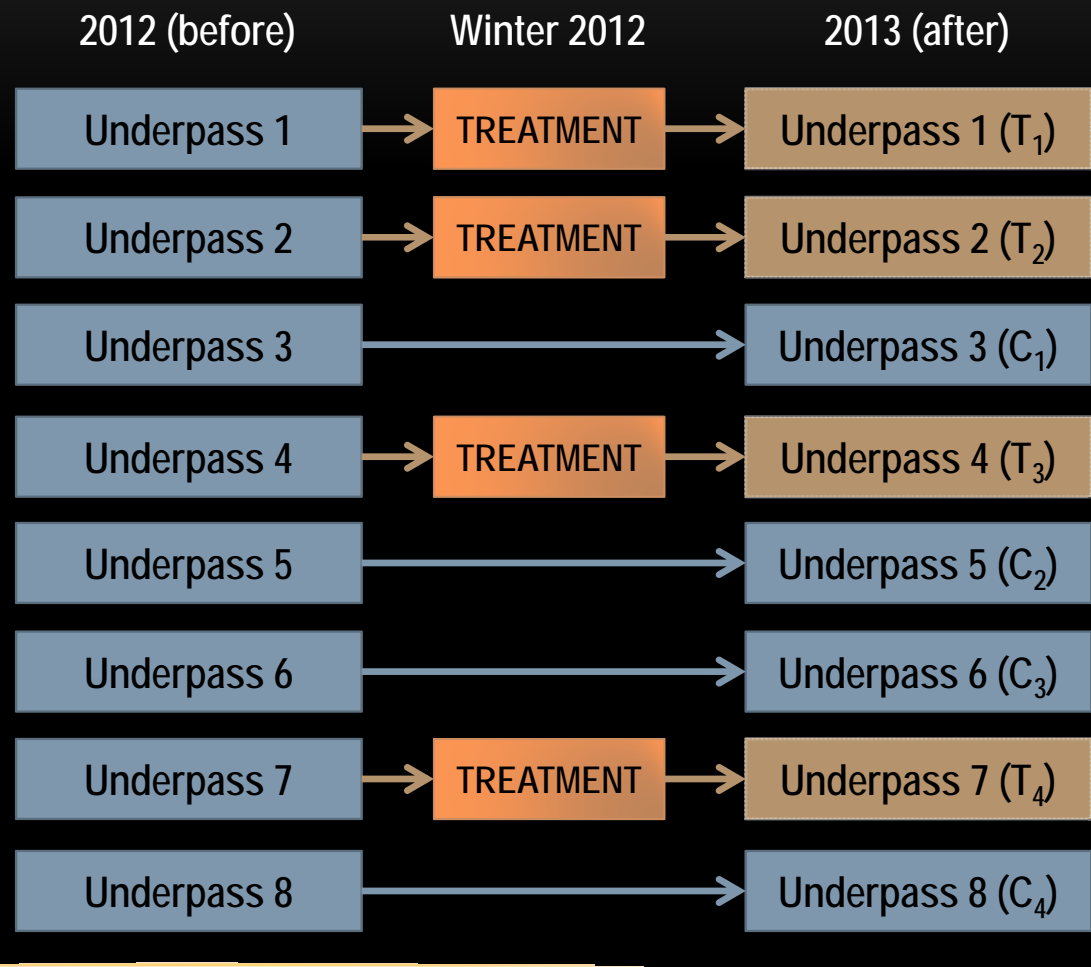 2012 (before) Winter 2012 2013 (after)
Underpass 1 TREATMENT Underpass 1 (T₁)
Underpass 2 TREATMENT Underpass 2 (T₂)
Underpass 3 Underpass 3 (C₁)
Underpass 4 TREATMENT Underpass 4 (T₃)
Underpass 5 Underpass 5 (C₂)
Underpass 6 Underpass 6 (C₃)
Underpass 7 TREATMENT Underpass 7 (T₄)
Underpass 8 Underpass 8 (C₄)